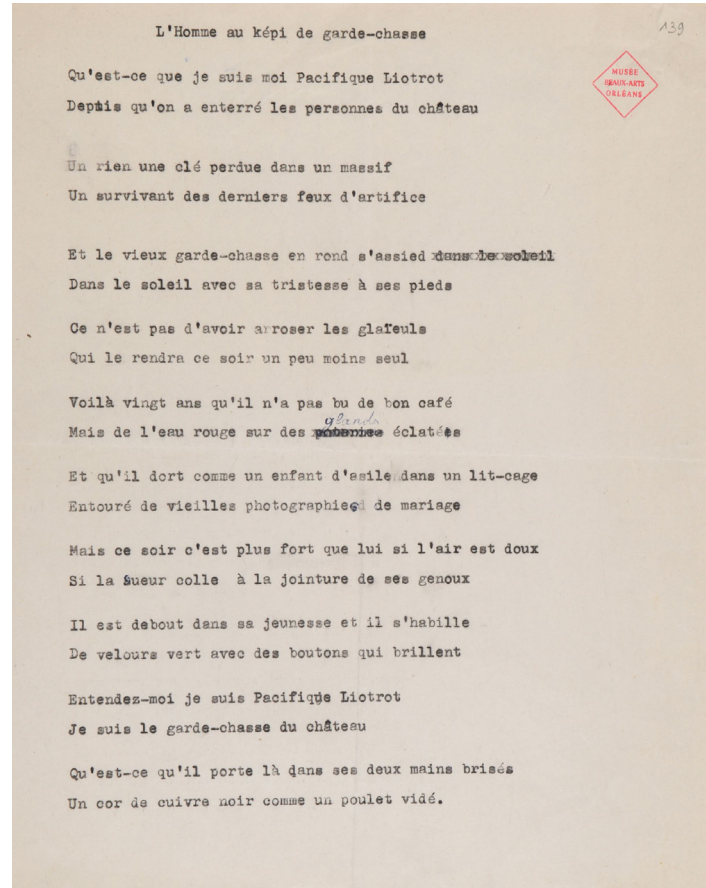 L'Homme au képi de garde-chasse
139
MUSÉE
BEAUX-ARTS
ORLÉANS
Qu'est-ce que je suis moi Pacifique Liotrot
Depuis qu'on a enterré les personnes du château
Un rien une clé perdue dans un massif
Un survivant des derniers feux d'artifice
Et le vieux garde-chasse en rond s'assied dans le soleil
Dans le soleil avec sa tristesse à ses pieds
Ce n'est pas d'avoir arroser les glaïeuls
Qui le rendra ce soir un peu moins seul
Voilà vingt ans qu'il n'a pas bu de bon café
glands
Mais de l'eau rouge sur des éclatés
Et qu'il dort comme un enfant d'asile dans un lit-cage
Entouré de vieilles photographies de mariage
Mais ce soir c'est plus fort que lui si l'air est doux
Si la sueur colle à la jointure de ses genoux
Il est debout dans sa jeunesse et il s'habille
De velours vert avec des boutons qui brillent
Entendez-moi je suis Pacifique Liotrot
Je suis le garde-chasse du château
Qu'est-ce qu'il porte là dans ses deux mains brisés
Un cor de cuivre noir comme un poulet vidé.